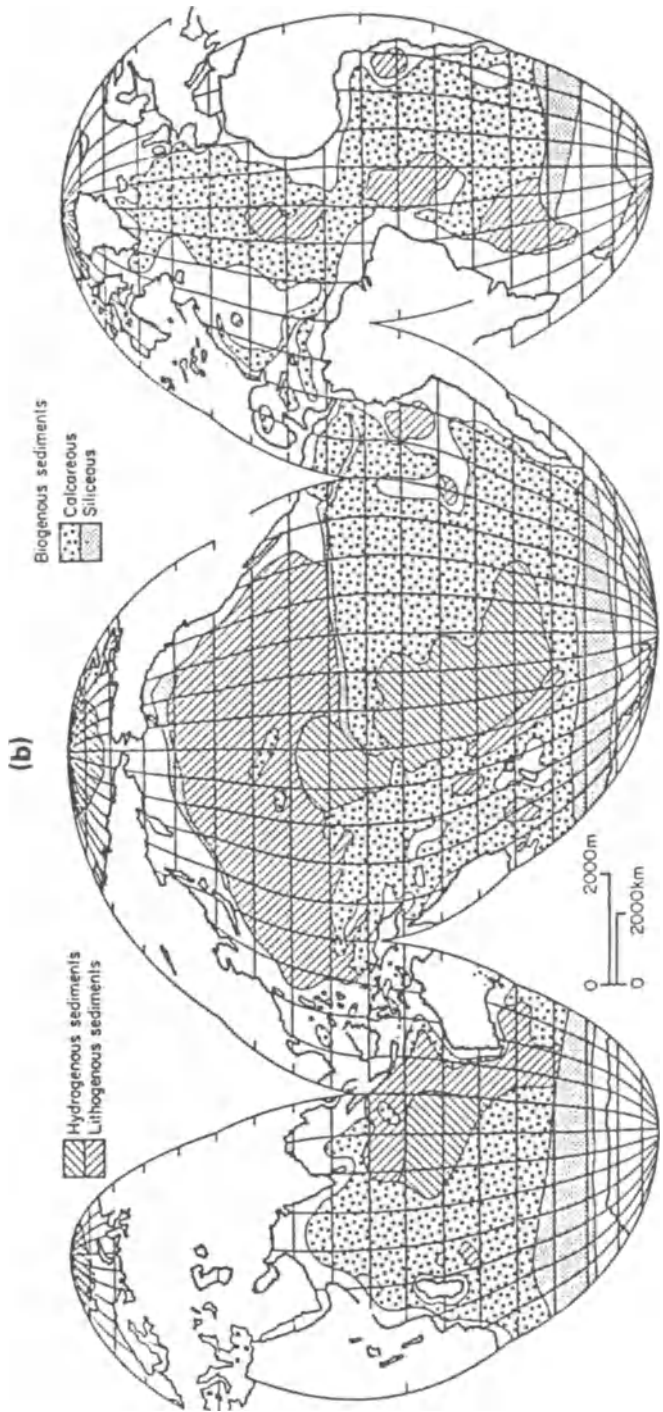 (b)
Hydrogenous sediments
Lithogenous sediments
Biogenous sediments
Calcareous
Siliceous
0 2000m
0 2000km